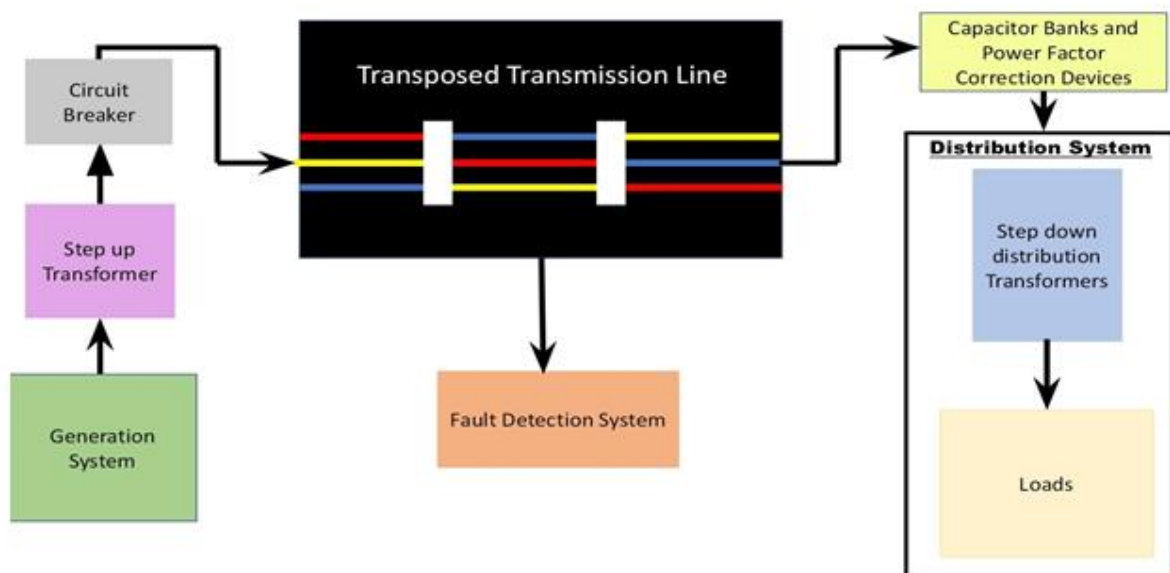 Circuit
Breaker
Step up
Transformer
Generation
System
Transposed Transmission Line
Fault Detection System
Capacitor Banks and
Power Factor
Correction Devices
Distribution System
Step down
distribution
Transformers
Loads